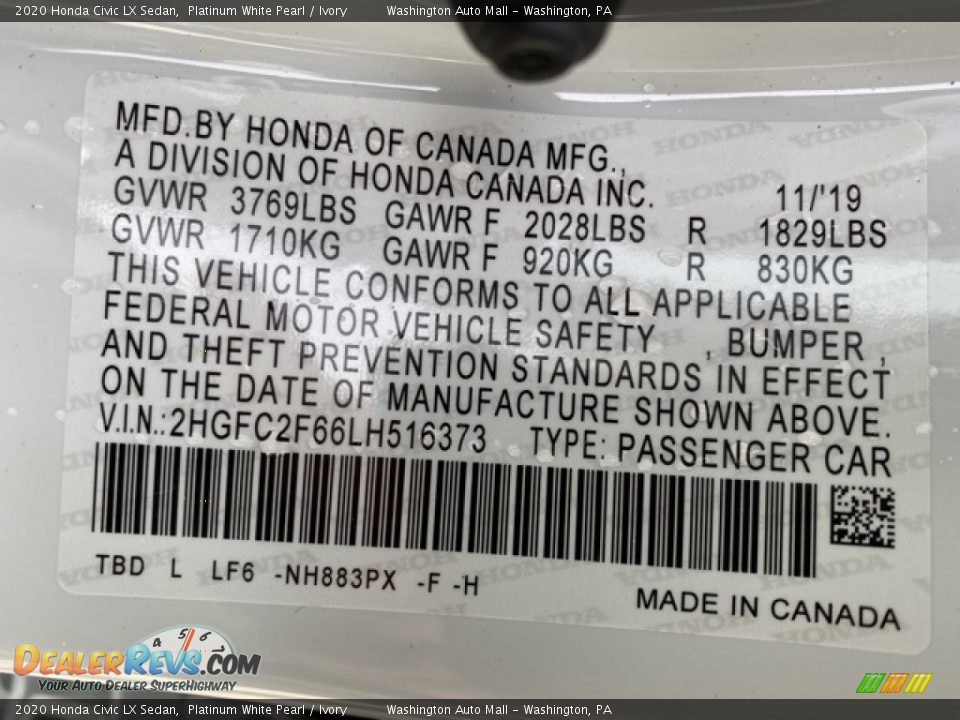 2020 Honda Civic LX Sedan, Platinum White Pearl / Ivory Washington Auto Mall - Washington, PA
MFD.BY HONDA OF CANADA MFG.,
A DIVISION OF HONDA CANADA INC. 11/'19
GVWR 3769LBS GAWR F 2028LBS R 1829LBS
GVWR 1710KG GAWR F 920KG R 830KG
THIS VEHICLE CONFORMS TO ALL APPLICABLE
FEDERAL MOTOR VEHICLE SAFETY , BUMPER ,
AND THEFT PREVENTION STANDARDS IN EFFECT
ON THE DATE OF MANUFACTURE SHOWN ABOVE.
V.I.N.:2HGFC2F66LH516373 TYPE: PASSENGER CAR
TBD L LF6 -NH883PX -F -H
MADE IN CANADA
4 5 6
DEALERREVS.COM
YOUR AUTO DEALER SUPERHIGHWAY
2020 Honda Civic LX Sedan, Platinum White Pearl / Ivory Washington Auto Mall - Washington, PA